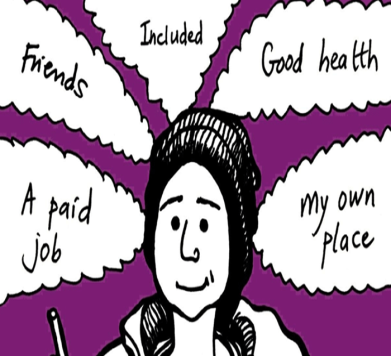 Included
Friends
Good health
A paid
job
My own
place